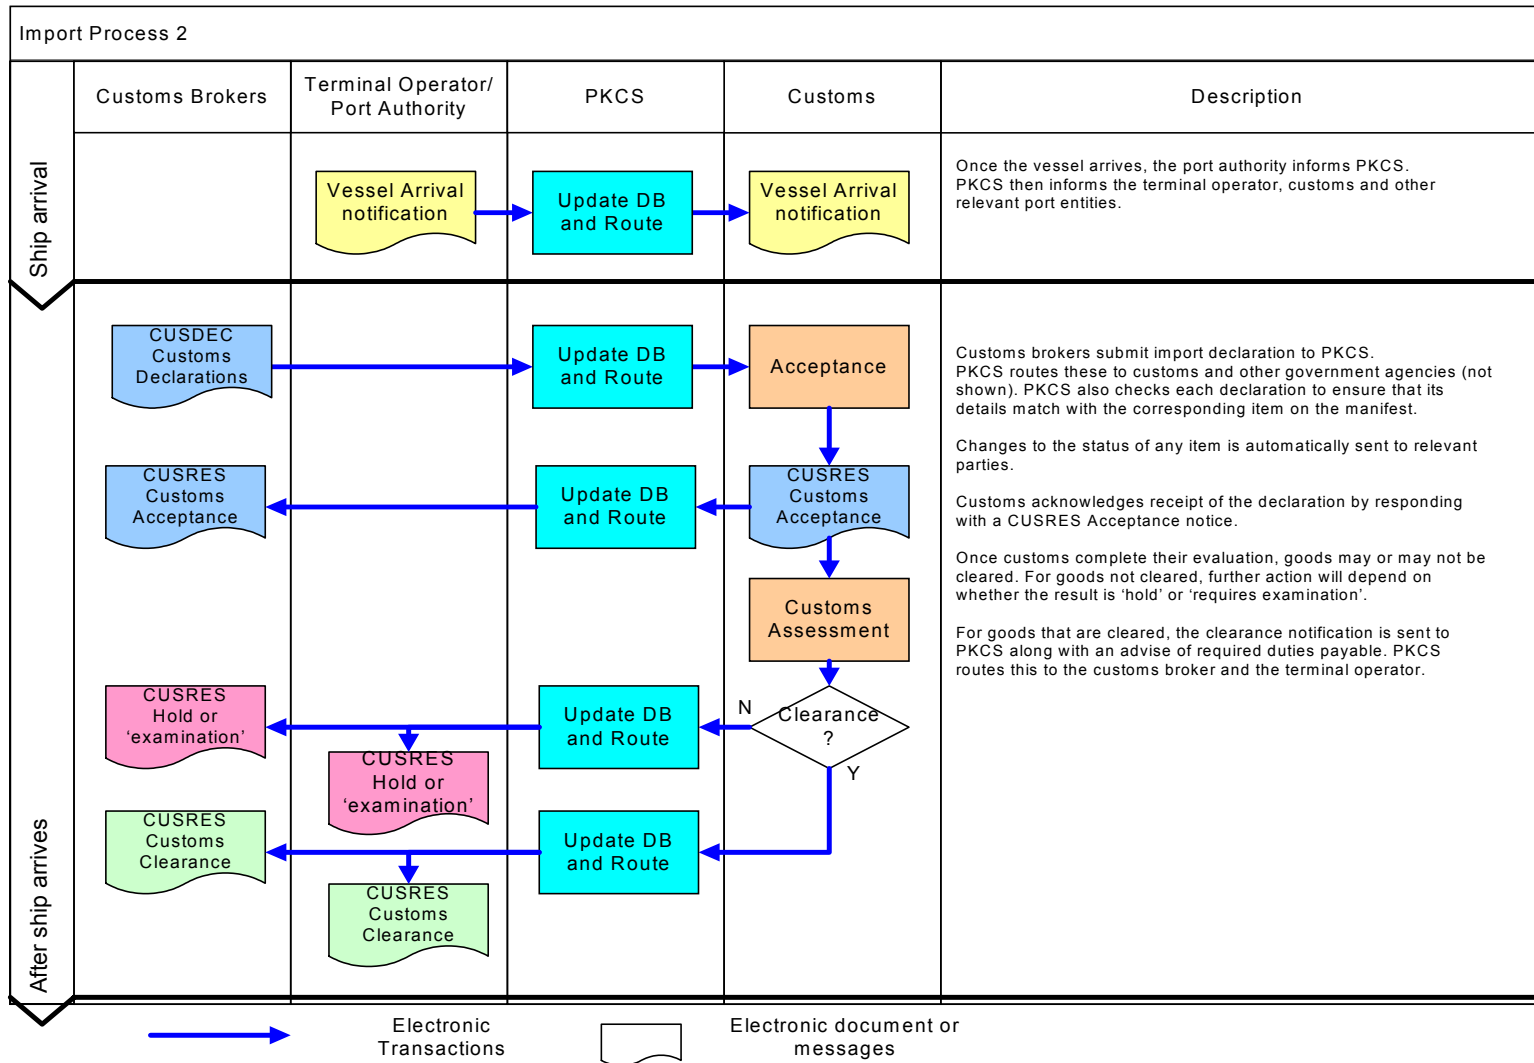 Import Process 2
Customs Brokers
Terminal Operator/
Port Authority
PKCS
Customs
Description
Ship arrival
Vessel Arrival
notification
Update DB
and Route
Vessel Arrival
notification
Once the vessel arrives, the port authority informs PKCS.
PKCS then informs the terminal operator, customs and other
relevant port entities.
After ship arrives
CUSDEC
Customs
Declarations
Update DB
and Route
Acceptance
CUSRES
Customs
Acceptance
Update DB
and Route
CUSRES
Customs
Acceptance
Customs
Assessment
CUSRES
Hold or
‘examination’
CUSRES
Hold or
‘examination’
Update DB
and Route
N
Clearance
?
Y
CUSRES
Customs
Clearance
CUSRES
Customs
Clearance
Update DB
and Route
Customs brokers submit import declaration to PKCS.
PKCS routes these to customs and other government agencies (not
shown). PKCS also checks each declaration to ensure that its
details match with the corresponding item on the manifest.
Changes to the status of any item is automatically sent to relevant
parties.
Customs acknowledges receipt of the declaration by responding
with a CUSRES Acceptance notice.
Once customs complete their evaluation, goods may or may not be
cleared. For goods not cleared, further action will depend on
whether the result is ‘hold’ or ‘requires examination’.
For goods that are cleared, the clearance notification is sent to
PKCS along with an advise of required duties payable. PKCS
routes this to the customs broker and the terminal operator.
Electronic
Transactions
Electronic document or
messages